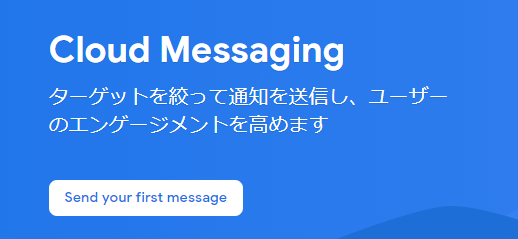 Cloud Messaging
ターゲットを絞って通知を送信し、ユーザー
のエンゲージメントを高めます
Send your first message